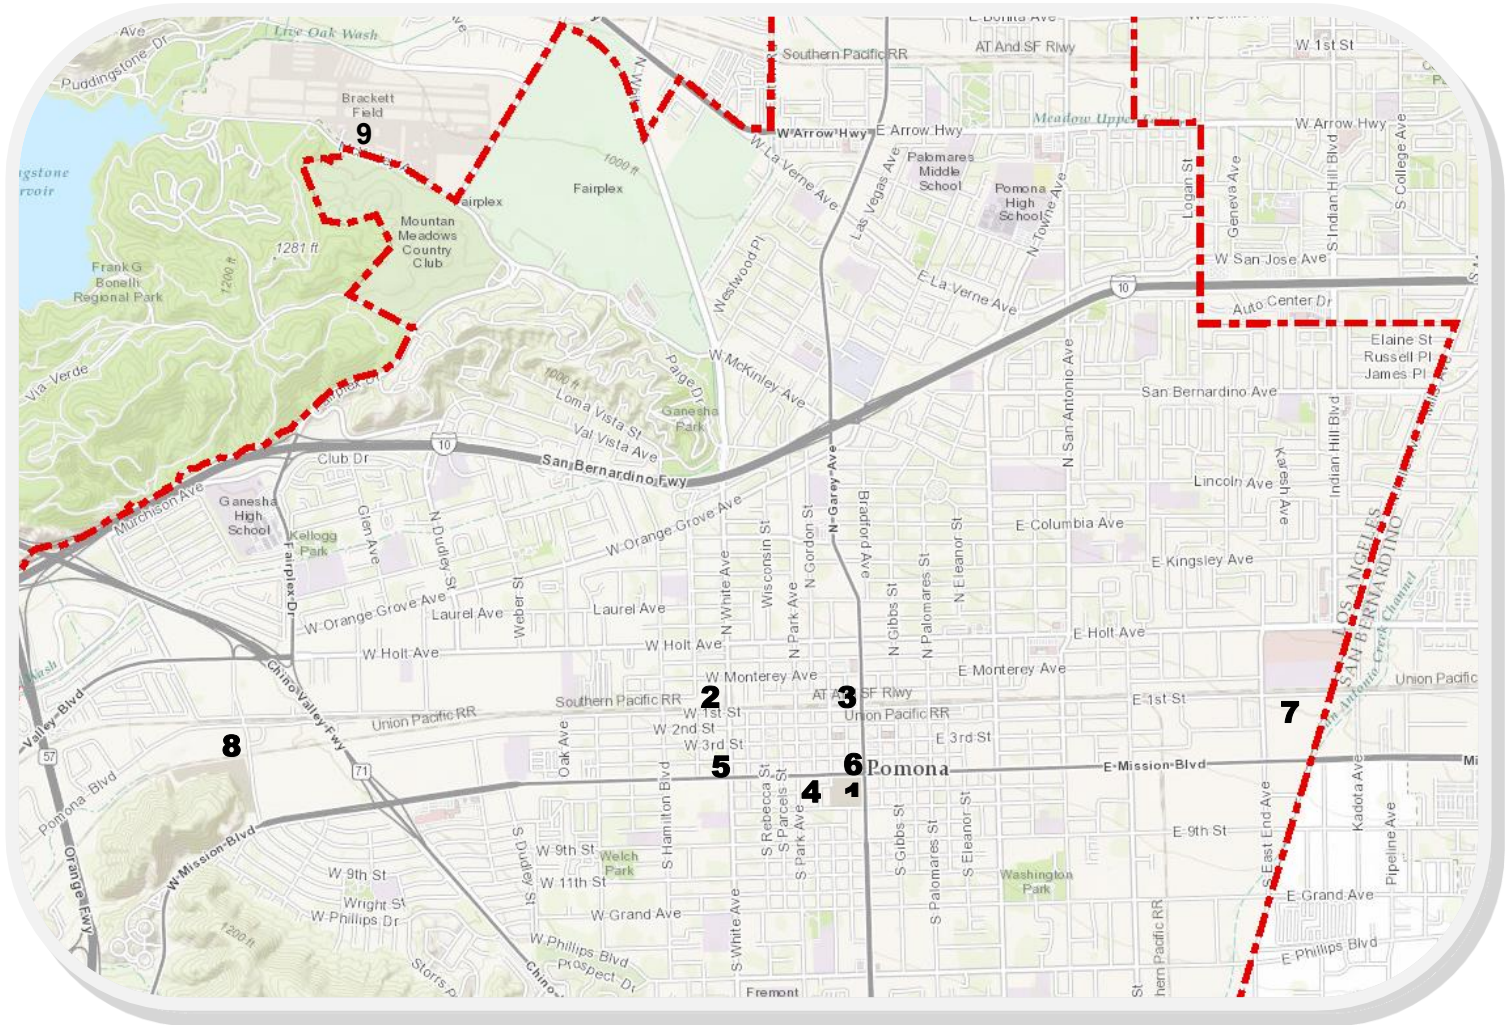 Ave
Live Oak Wash
E Bonita Ave
Puddingstone Dr
Southern Pacific RR
AT And SF Rlwy
W 1st St
Brackett
Field
9
W Arrow Hwy
E Arrow Hwy
W Arrow Hwy
W La Verne Ave
Las Vegas Ave
Palomares
Middle
School
Pomona
High
School
N Towne Ave
Logan St
Geneva Ave
S Indian Hill Blvd
S College Ave
1000 ft
Fairplex
Mountan
Meadows
Country
Club
1281 ft
1200 ft
Frank G
Bonelli
Regional Park
Westwood Pl
E La Verne Ave
W San Jose Ave
10
Auto Center Dr
Elaine St
Russell Pl
James Pl
Via Verde
1000 ft
Paige Dr
W McKinley Ave
Loma Vista St
Val Vista Ave
Ganesha
Park
N San Antonio Ave
San Bernardino Ave
Indian Hill Blvd
10
Club Dr
San Bernardino Fwy
N Garey Ave
Karesh Ave
Lincoln Ave
Murchison Ave
Ganesha
High
School
Kellogg
Park
Glen Ave
N Dudley St
W Orange Grove Ave
Wisconsin St
N Gordon St
Bradford Ave
N Eleanor St
E Columbia Ave
E Kingsley Ave
LOS ANGELES
SAN BERNARDINO
Fairplex Dr
W Orange Grove Ave
Laurel Ave
Weber St
Laurel Ave
N White Ave
N Park Ave
N Gibbs St
N Palomares St
W Holt Ave
W Holt Ave
E Holt Ave
W Monterey Ave
E Monterey Ave
Wash
Valley Blvd
Chino Valley Fwy
Southern Pacific RR
2
3
E 1st St
Union Pacific
Union Pacific RR
W 1st St
Union Pacific RR
7
W 2nd St
W 3rd St
E 3rd St
8
Oak Ave
57
71
5
6
Pomona
E Mission Blvd
4
1
Pomona Blvd
W Mission Blvd
Orange Fwy
S Hamilton Blvd
S Rebecca St
S Parcels St
S Park Ave
S Gibbs St
S Palomares St
S Eleanor St
S East End Ave
Kadota Ave
Pipeline Ave
E 9th St
S Dudley St
W 9th St
Welch
Park
W 9th St
W 11th St
Washington
Park
Wright St
W Phillips Dr
W Grand Ave
E Grand Ave
1200 ft
S White Ave
W Phillips Blvd
Prospect Dr
E Phillips Blvd
Fremont